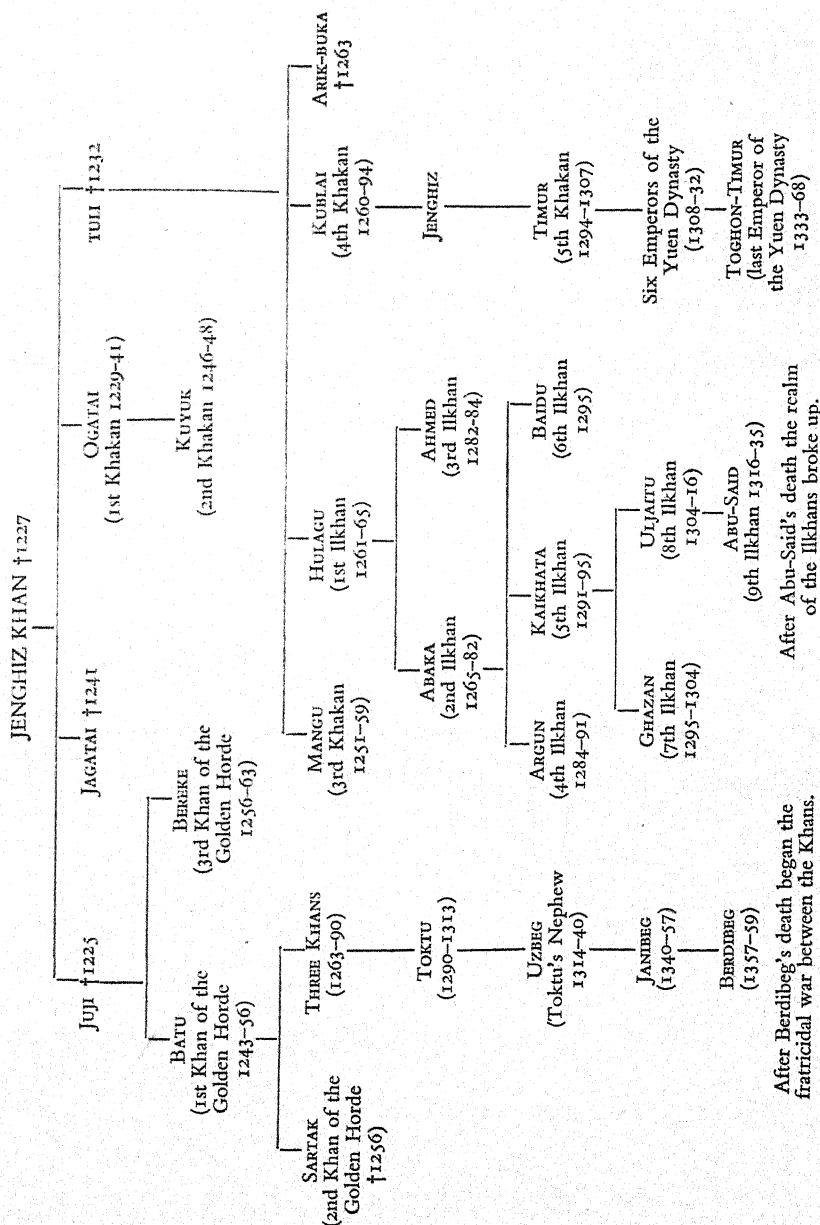 JENGHIZ KHAN †1227
JUJI †1225
JAGATAI †1241
OGATAI
(1st Khakan 1229-41)
TULI †1232
BATU
(1st Khan of the
Golden Horde
1243-56)
BEREKE
(3rd Khan of the
Golden Horde
1256-63)
KUYUK
(2nd Khakan 1246-48)
SARTAK
(2nd Khan of the
Golden Horde
†1256)
THREE KHANS
(1263-90)
MANGU
(3rd Khakan
1251-59)
HULAGU
(1st Ilkhan
1261-65)
KUBLAI
(4th Khakan
1260-94)
ARIK-BUKA
†1263
TOKTU
(1290-1313)
ABAKA
(2nd Ilkhan
1265-82)
AHMED
(3rd Ilkhan
1282-84)
JENGHIZ
UZBEG
(Toktu's Nephew
1314-40)
ARGUN
(4th Ilkhan
1284-91)
KAIKHATA
(5th Ilkhan
1291-95)
BAIDU
(6th Ilkhan
1295)
TIMUR
(5th Khakan
1294-1307)
JANIBEG
(1340-57)
GHAZAN
(7th Ilkhan
1295-1304)
ULJAITU
(8th Ilkhan
1304-16)
Six Emperors of the
Yuen Dynasty
(1308-32)
BERDIBEG
(1357-59)
ABU-SAID
(9th Ilkhan 1316-35)
TOGHON-TIMUR
(last Emperor of
the Yuen Dynasty
1333-68)
After Berdibeg's death began the
fratricidal war between the Khans.
After Abu-Said's death the realm
of the Ilkhans broke up.